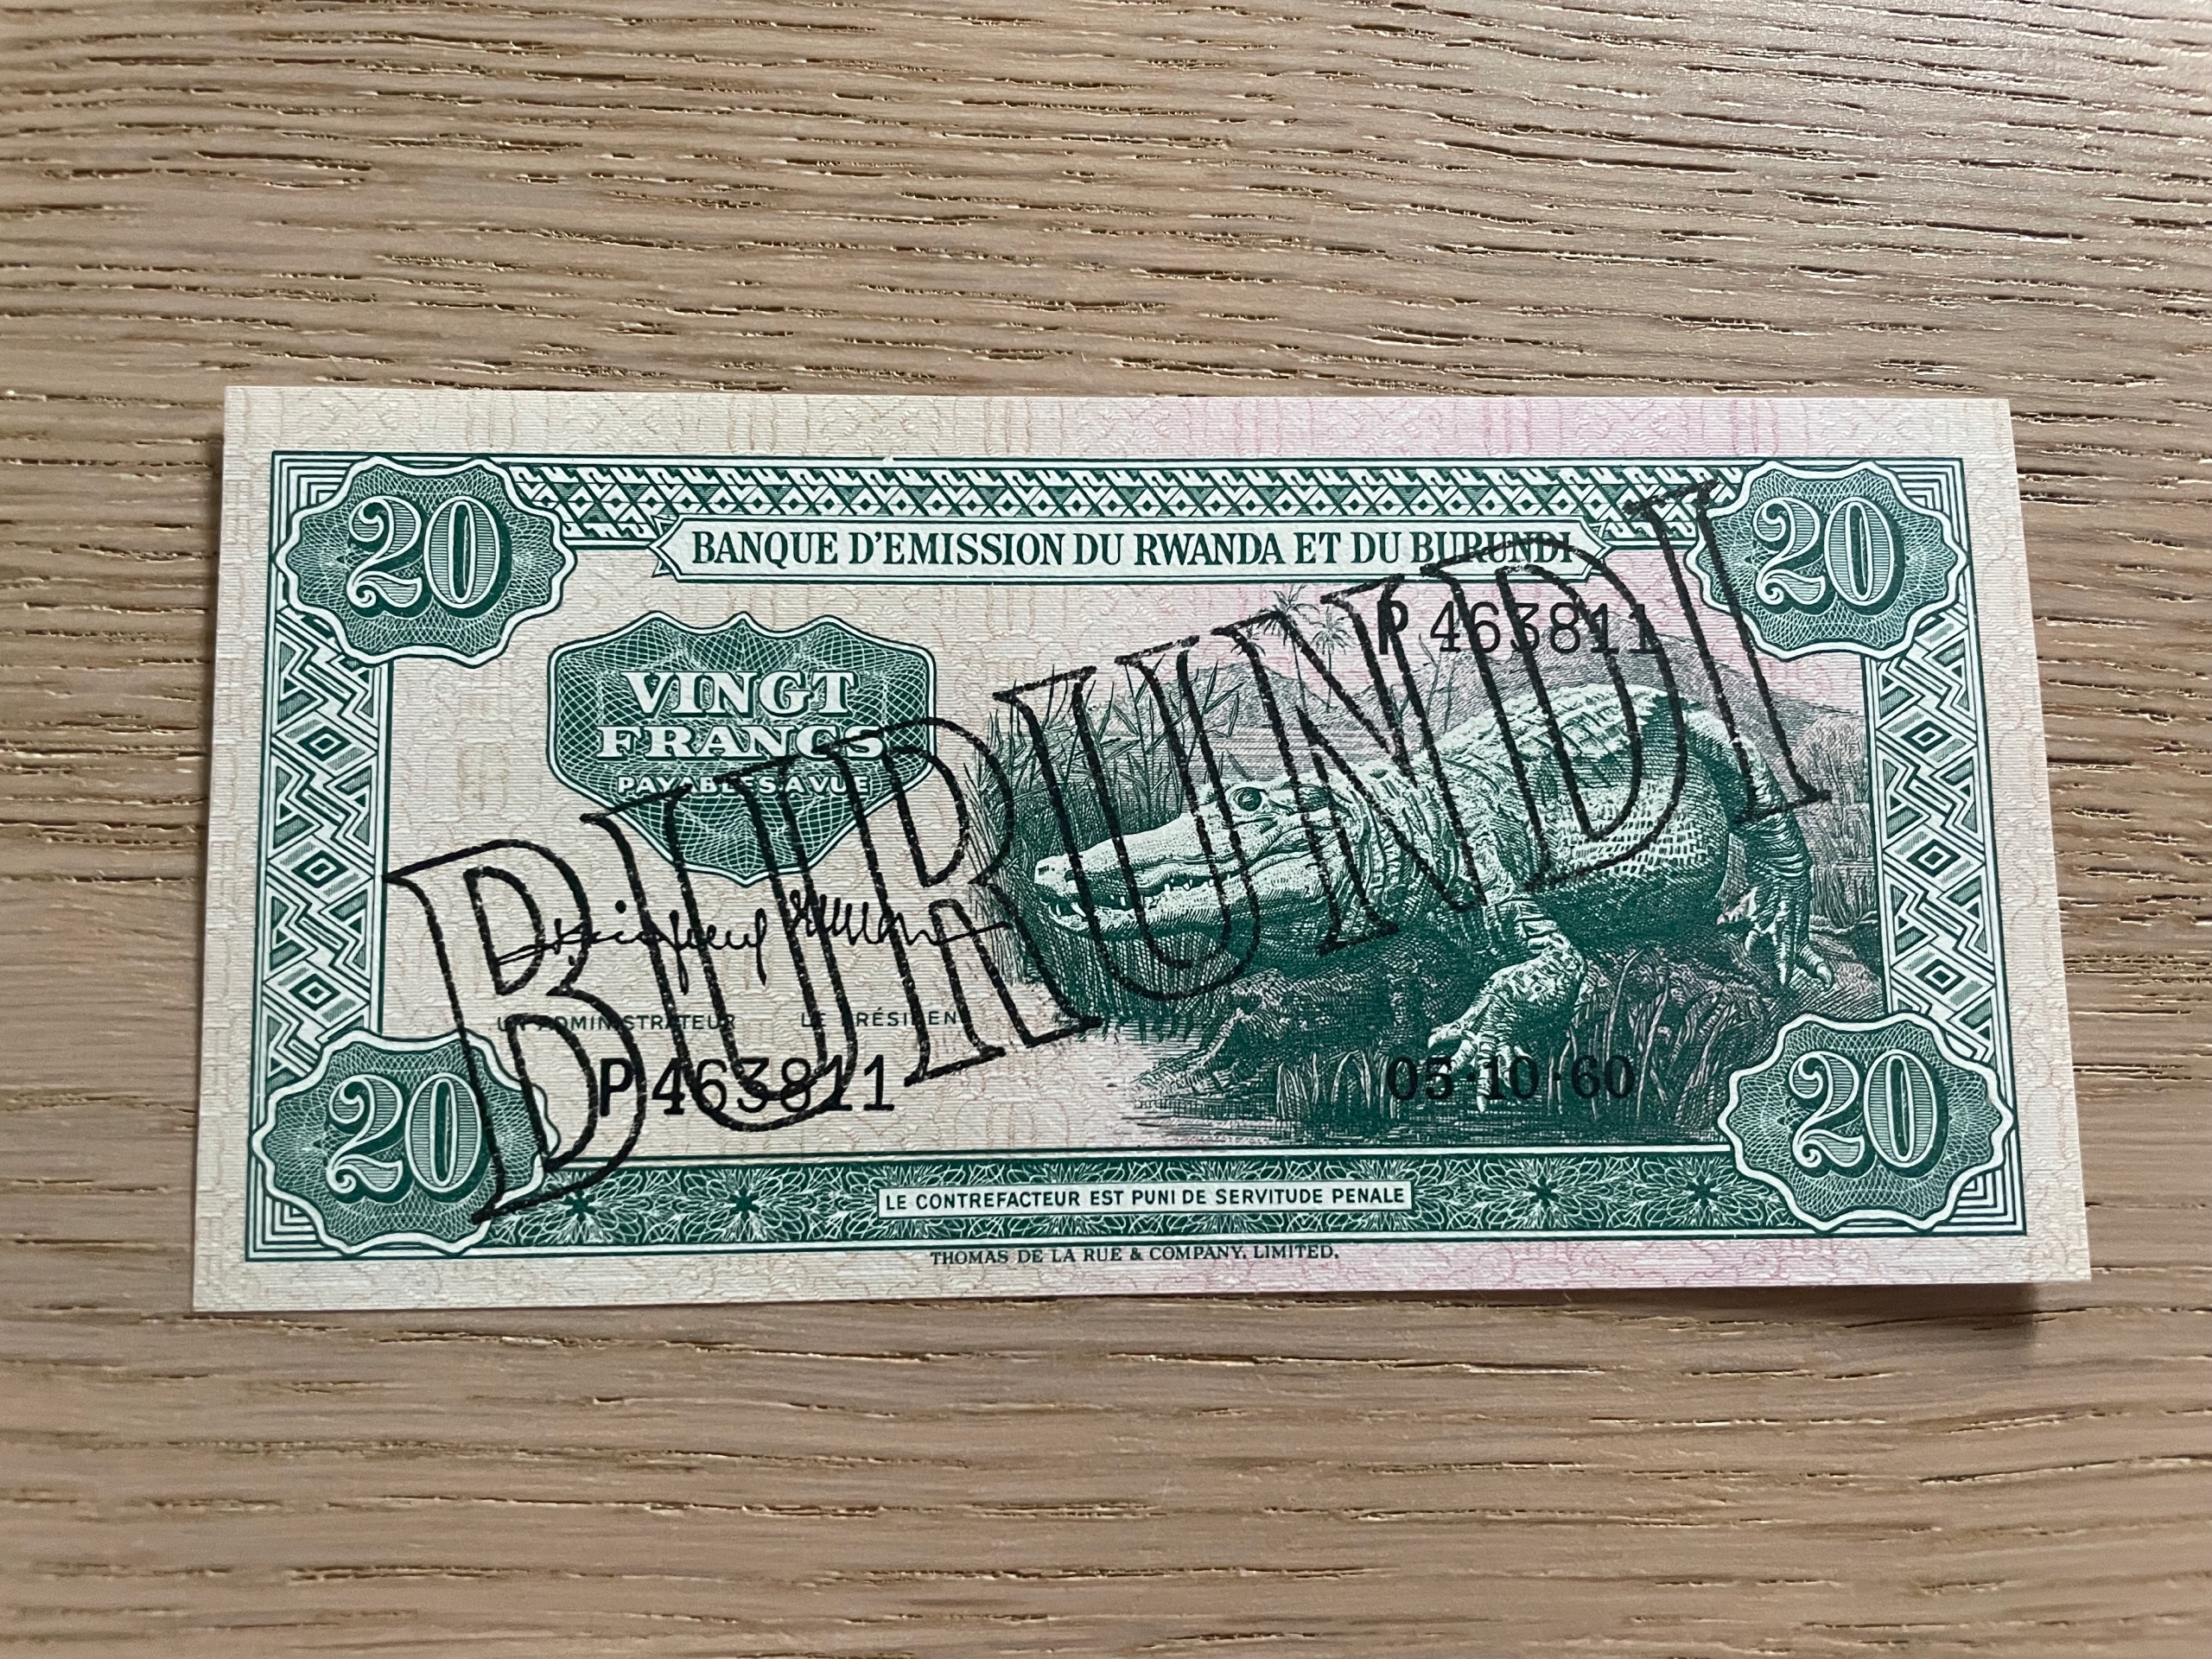 20
20
BANQUE D'EMISSION DU RWANDA ET DU BURUNDI
P 463811
VINGT
FRANCS
PAYABLES A VUE
BURUNDI
UN ADMINISTRATEUR LE PRÉSIDENT
P 463811
05·10·60
20
20
LE CONTREFACTEUR EST PUNI DE SERVITUDE PENALE
THOMAS DE LA RUE & COMPANY, LIMITED.